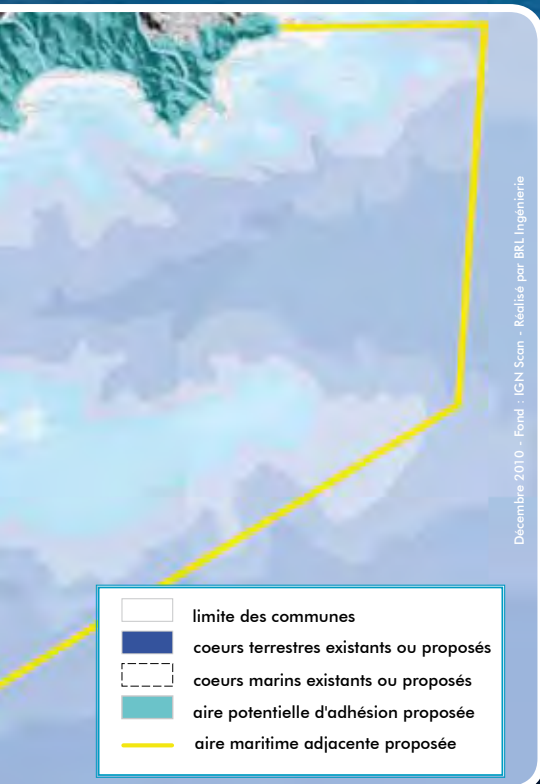 Décembre 2010 - Fond : IGN Scan - Réalisé par BRL Ingénierie
limite des communes
coeurs terrestres existants ou proposés
coeurs marins existants ou proposés
aire potentielle d'adhésion proposée
aire maritime adjacente proposée